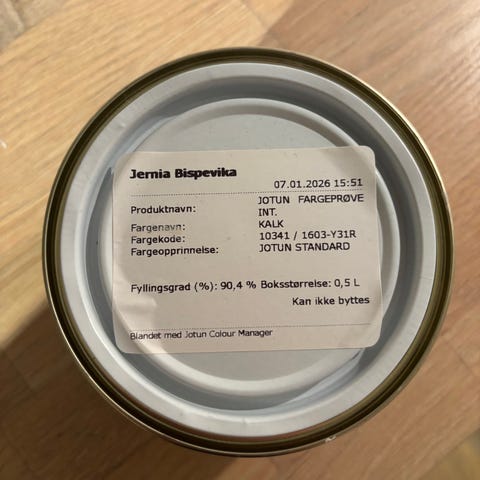 Jernia Bispevika
07.01.2026 15:51
Produktnavn: JOTUN FARGEPRØVE INT.
Fargenavn: KALK
Fargekode: 10341 / 1603-Y31R
Fargeopprinnelse: JOTUN STANDARD
Fyllingsgrad (%): 90,4 % Boksstørrelse: 0,5 L
Kan ikke byttes
Blandet med Jotun Colour Manager